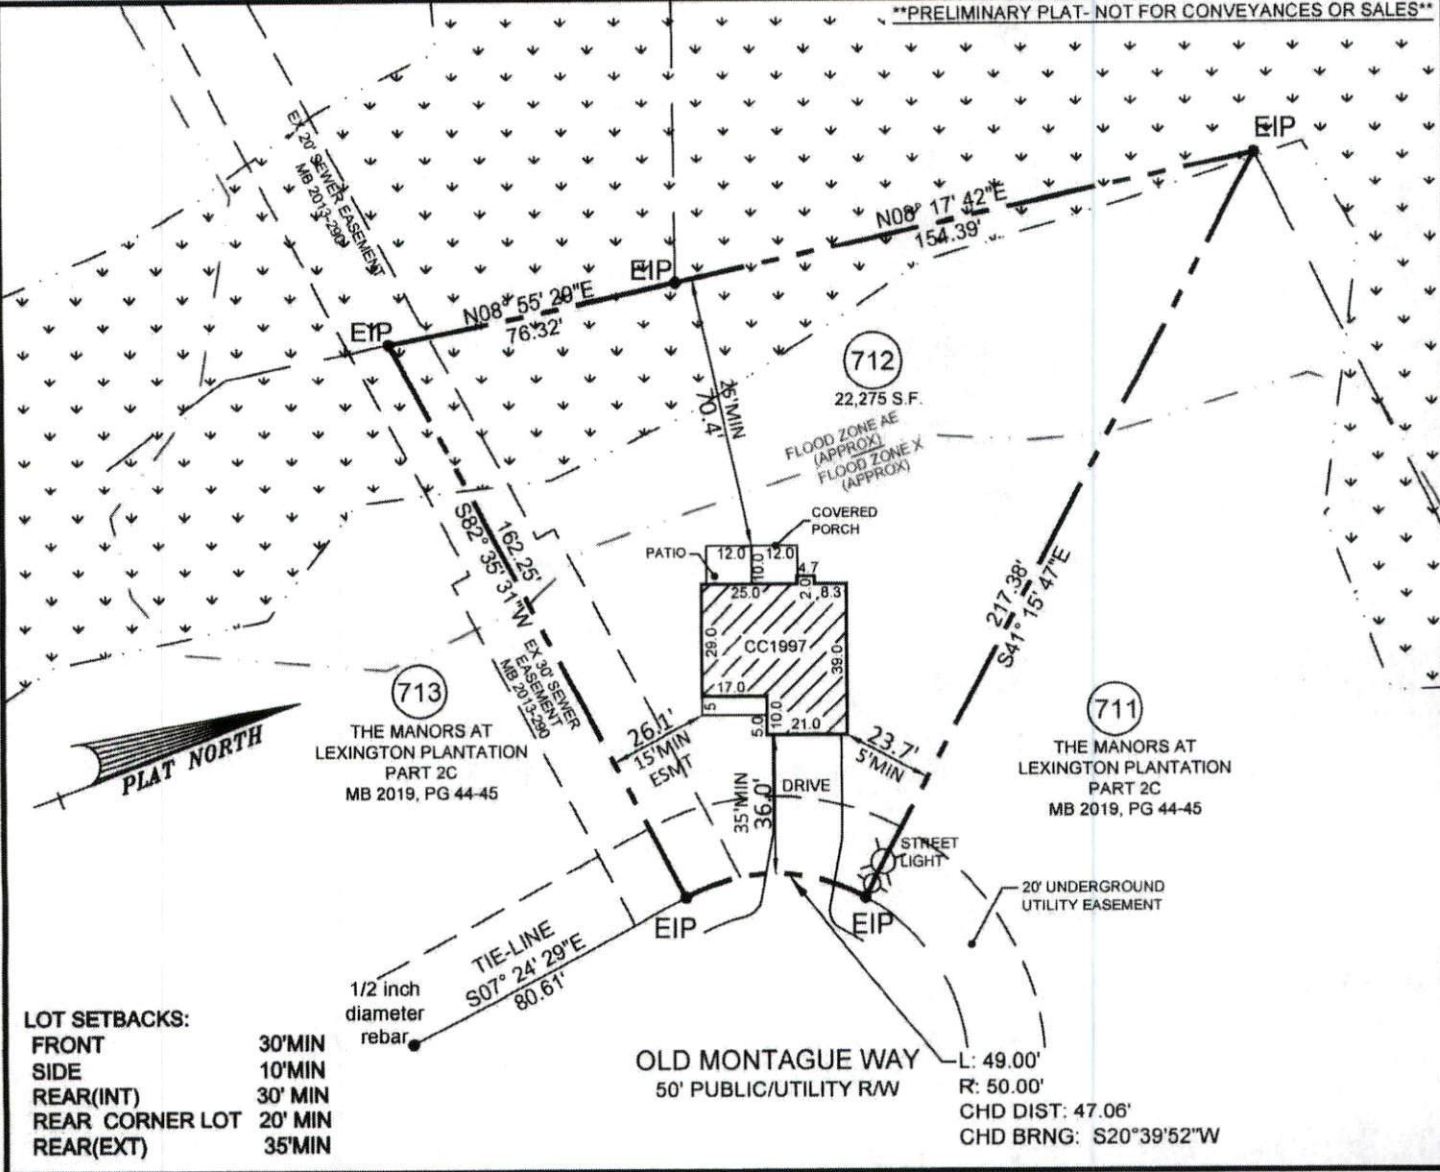 **PRELIMINARY PLAT- NOT FOR CONVEYANCES OR SALES**
EIP
EX 20' SEWER EASEMENT
MB 2013-290
N08° 17' 42"E
154.39'
EIP
N08° 55' 20"E
76.32'
EIP
712
22,275 S.F.
25'MIN
70.4'
FLOOD ZONE AE
(APPROX)
FLOOD ZONE X
(APPROX)
COVERED
PORCH
PATIO
12.0
12.0
10.0
4.7
2.0
8.3
25.0
29.0
CC1997
39.0
17.0
5
5.0
10.0
21.0
162.25'
S82° 35' 31"W
217.38'
S41° 15' 47"E
EX 30' SEWER
EASEMENT
MB 2013-290
713
THE MANORS AT
LEXINGTON PLANTATION
PART 2C
MB 2019, PG 44-45
711
THE MANORS AT
LEXINGTON PLANTATION
PART 2C
MB 2019, PG 44-45
PLAT NORTH
26.1'
15'MIN
ESMT
23.7'
5'MIN
35'MIN
36.0'
DRIVE
STREET
LIGHT
20' UNDERGROUND
UTILITY EASEMENT
EIP
EIP
TIE-LINE
S07° 24' 29"E
80.61'
1/2 inch
diameter
rebar
LOT SETBACKS:
FRONT 30'MIN
SIDE 10'MIN
REAR(INT) 30' MIN
REAR CORNER LOT 20' MIN
REAR(EXT) 35'MIN
OLD MONTAGUE WAY
50' PUBLIC/UTILITY R/W
L: 49.00'
R: 50.00'
CHD DIST: 47.06'
CHD BRNG: S20°39'52"W